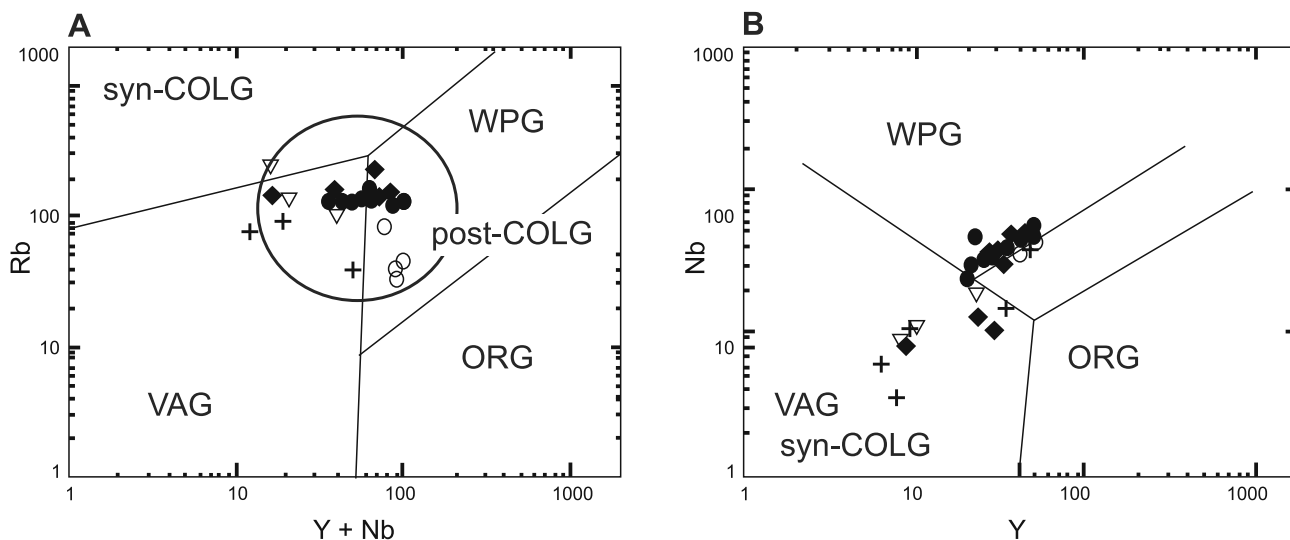 A
1000
syn-COLG
WPG
100
post-COLG
Rb
10
ORG
VAG
1
1 10 100 1000
Y + Nb
B
1000
WPG
100
Nb
10
ORG
VAG
syn-COLG
1
1 10 100 1000
Y